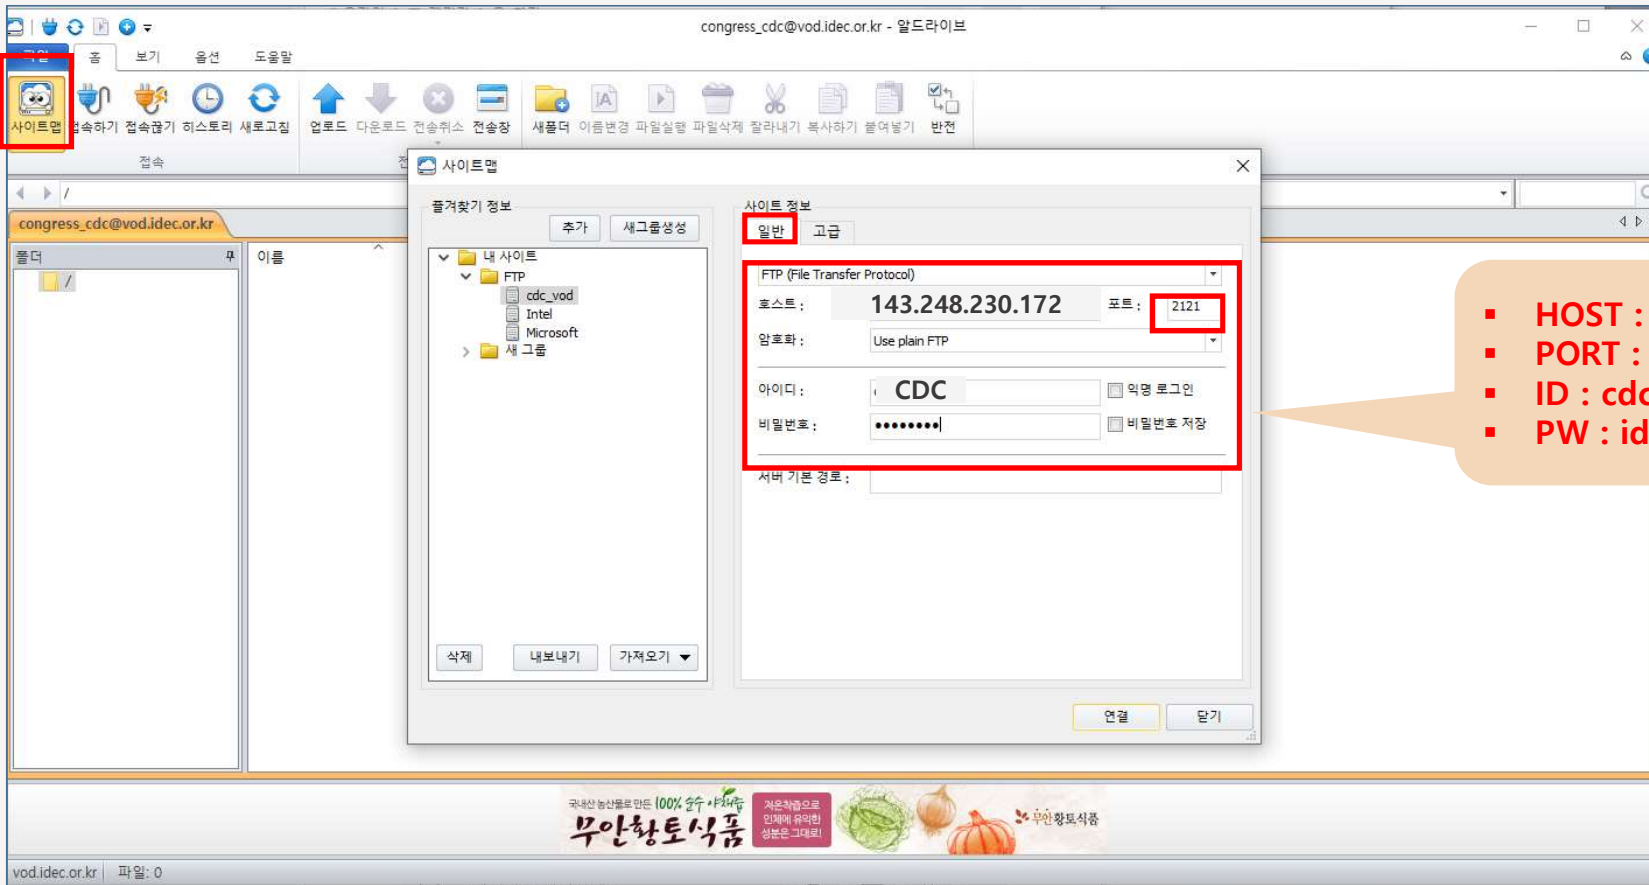 congress_cdc@vod.idec.or.kr - 알드라이브
파일 홈 보기 옵션 도움말
사이트맵 접속하기 접속끊기 히스토리 새로고침 업로드 다운로드 전송취소 전송창 새폴더 이름변경 파일실행 파일삭제 잘라내기 복사하기 붙여넣기 반전
접속
/
congress_cdc@vod.idec.or.kr
폴더
이름
/
사이트맵
즐겨찾기 정보
추가 새그룹생성
내 사이트
FTP
cdc_vod
Intel
Microsoft
새 그룹
삭제 내보내기 가져오기
사이트 정보
일반 고급
FTP (File Transfer Protocol)
호스트 : 143.248.230.172 포트 : 2121
암호화 : Use plain FTP
아이디 : CDC 익명 로그인
비밀번호 : ●●●●●●●● 비밀번호 저장
서버 기본 경로 :
연결 닫기
HOST :
PORT :
ID : cdc
PW : id
국내산 농산물로 만든 100% 순수 야채즙
무안황토식품
저온착즙으로
인체에 유익한
성분은 그대로!
무안황토식품
vod.idec.or.kr 파일: 0